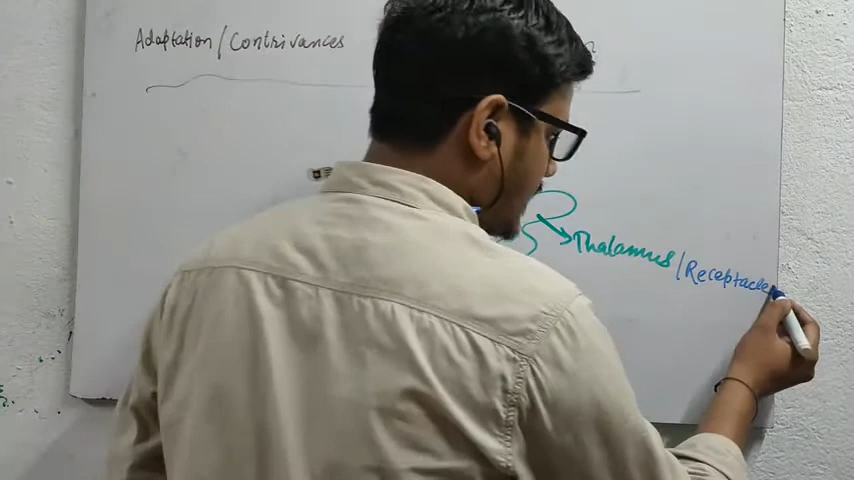 Adaptation / Contrivances
Thalamus / Receptacle